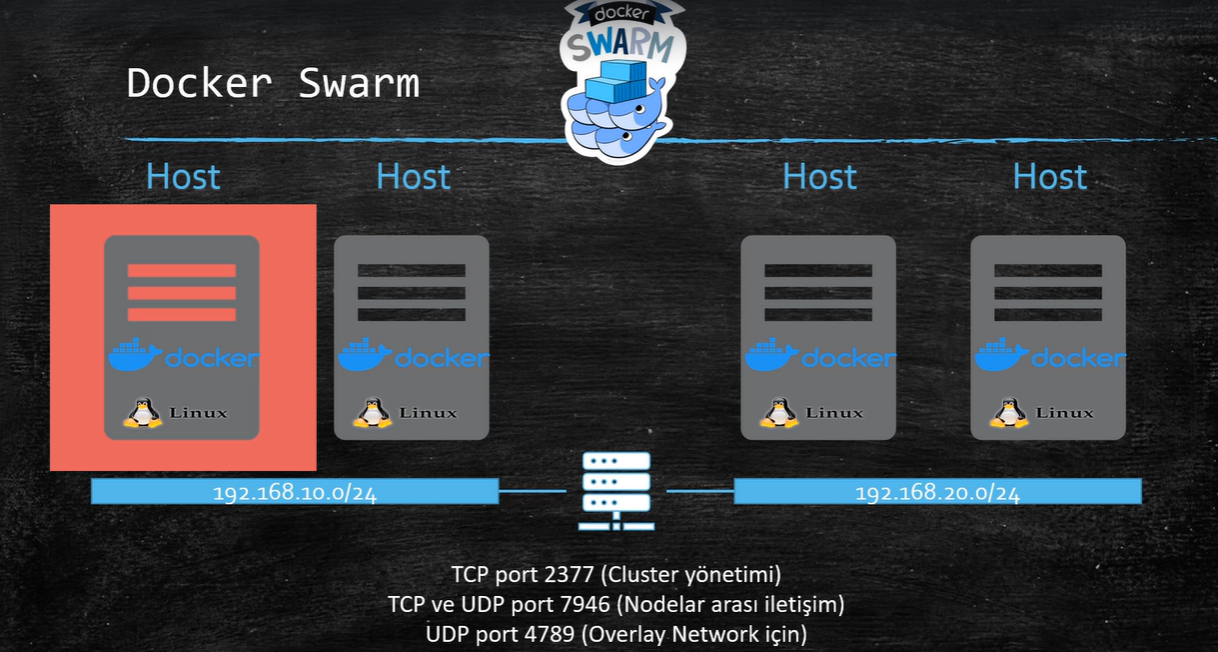 docker
SWARM
Docker Swarm
Host Host Host Host
docker docker docker docker
Linux Linux Linux Linux
192.168.10.0/24 192.168.20.0/24
TCP port 2377 (Cluster yönetimi)
TCP ve UDP port 7946 (Nodelar arası iletişim)
UDP port 4789 (Overlay Network için)